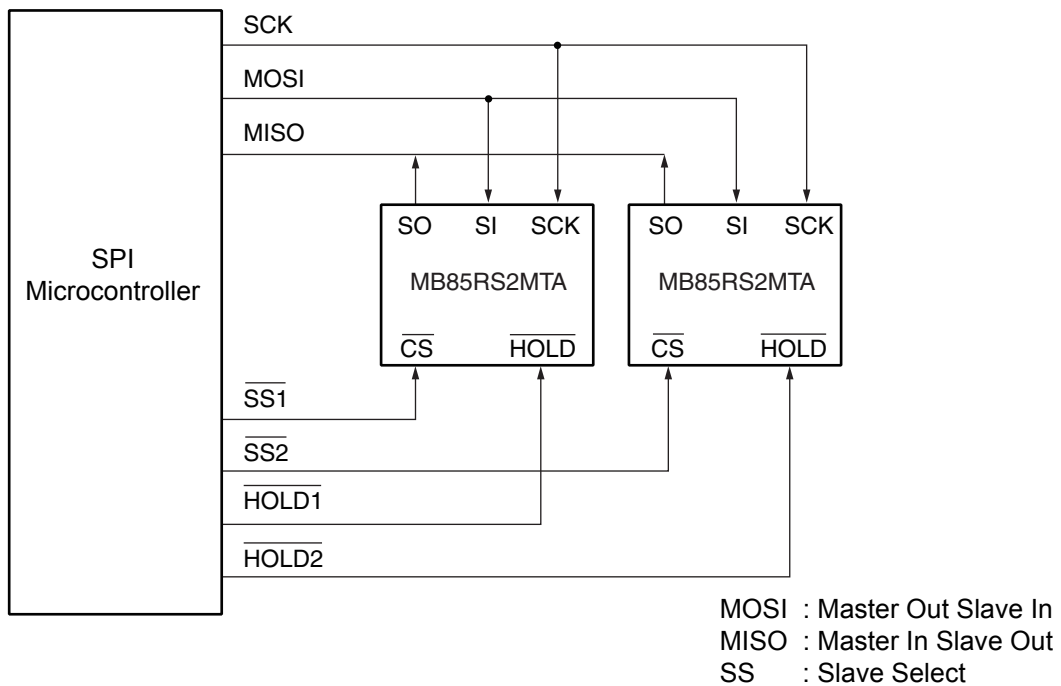 SCK
MOSI
MISO
SPI
Microcontroller
SO SI SCK
MB85RS2MTA
CS HOLD
SO SI SCK
MB85RS2MTA
CS HOLD
SS1
SS2
HOLD1
HOLD2
MOSI : Master Out Slave In
MISO : Master In Slave Out
SS : Slave Select